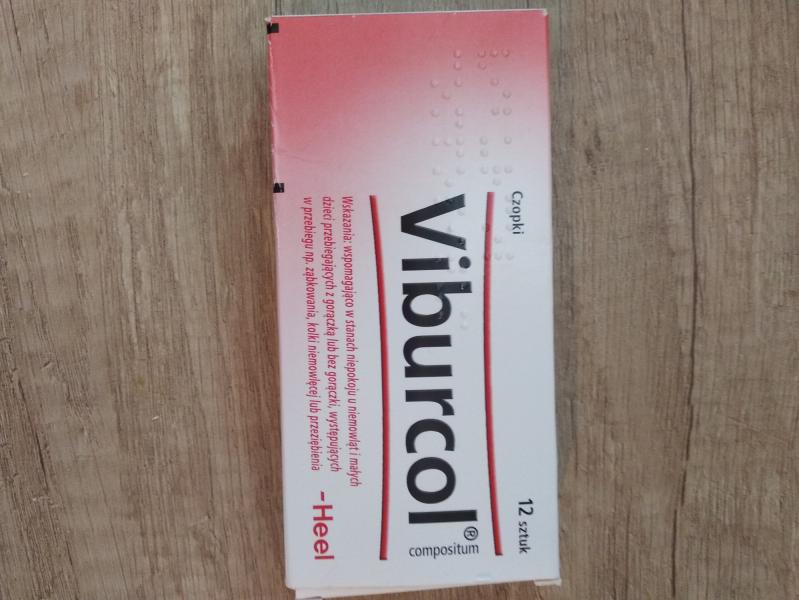 Czopki
12 sztuk
Viburcol®
compositum
Wskazania: wspomagająco w stanach niepokoju u niemowląt i małych
dzieci przebiegających z gorączką lub bez gorączki, występujących
w przebiegu np. ząbkowania, kolki niemowlęcej lub przeziębienia
-Heel